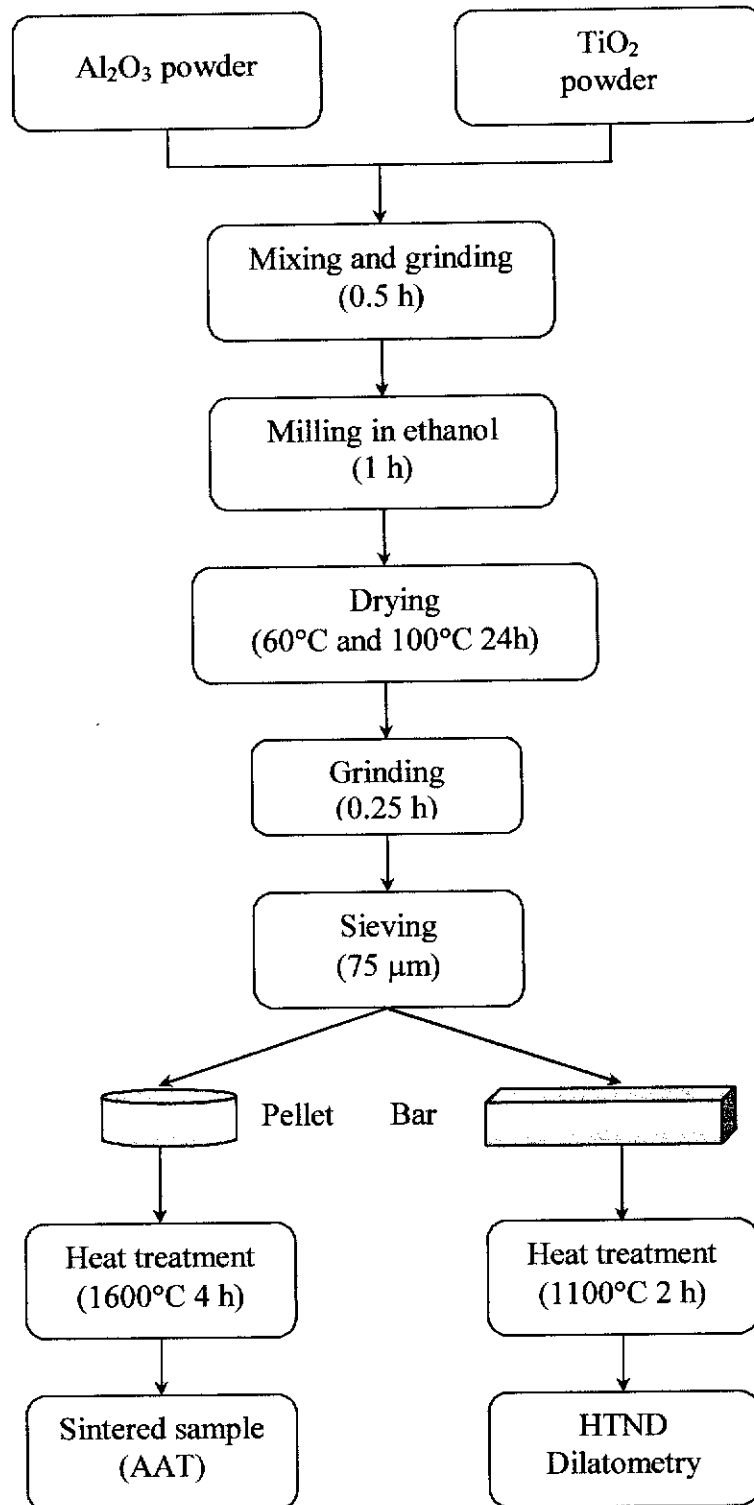 Al₂O₃ powder
TiO₂
powder
Mixing and grinding
(0.5 h)
Milling in ethanol
(1 h)
Drying
(60°C and 100°C 24h)
Grinding
(0.25 h)
Sieving
(75 µm)
Pellet
Bar
Heat treatment
(1600°C 4 h)
Heat treatment
(1100°C 2 h)
Sintered sample
(AAT)
HTND
Dilatometry